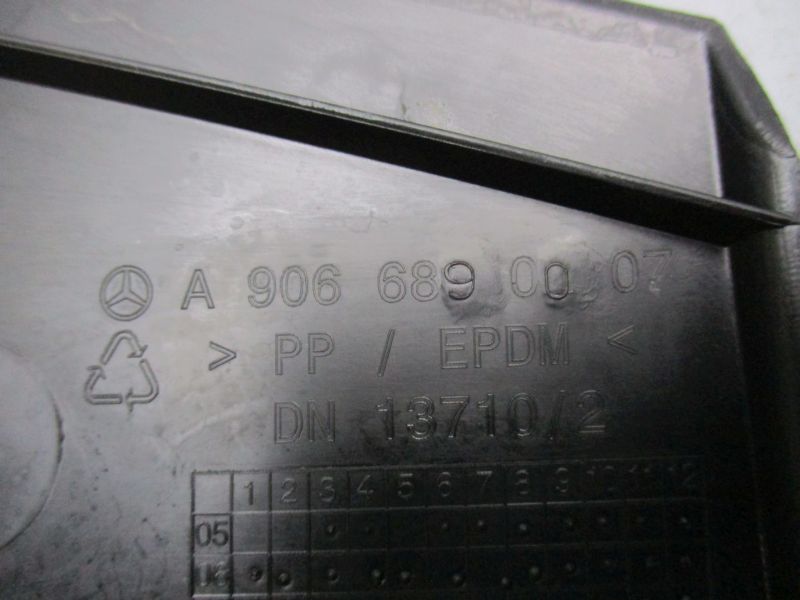 A 906 689 00 07
> PP / EPDM <
DN 13710/2
1 2 3 4 5 6 7 8 9 10 11 12
05